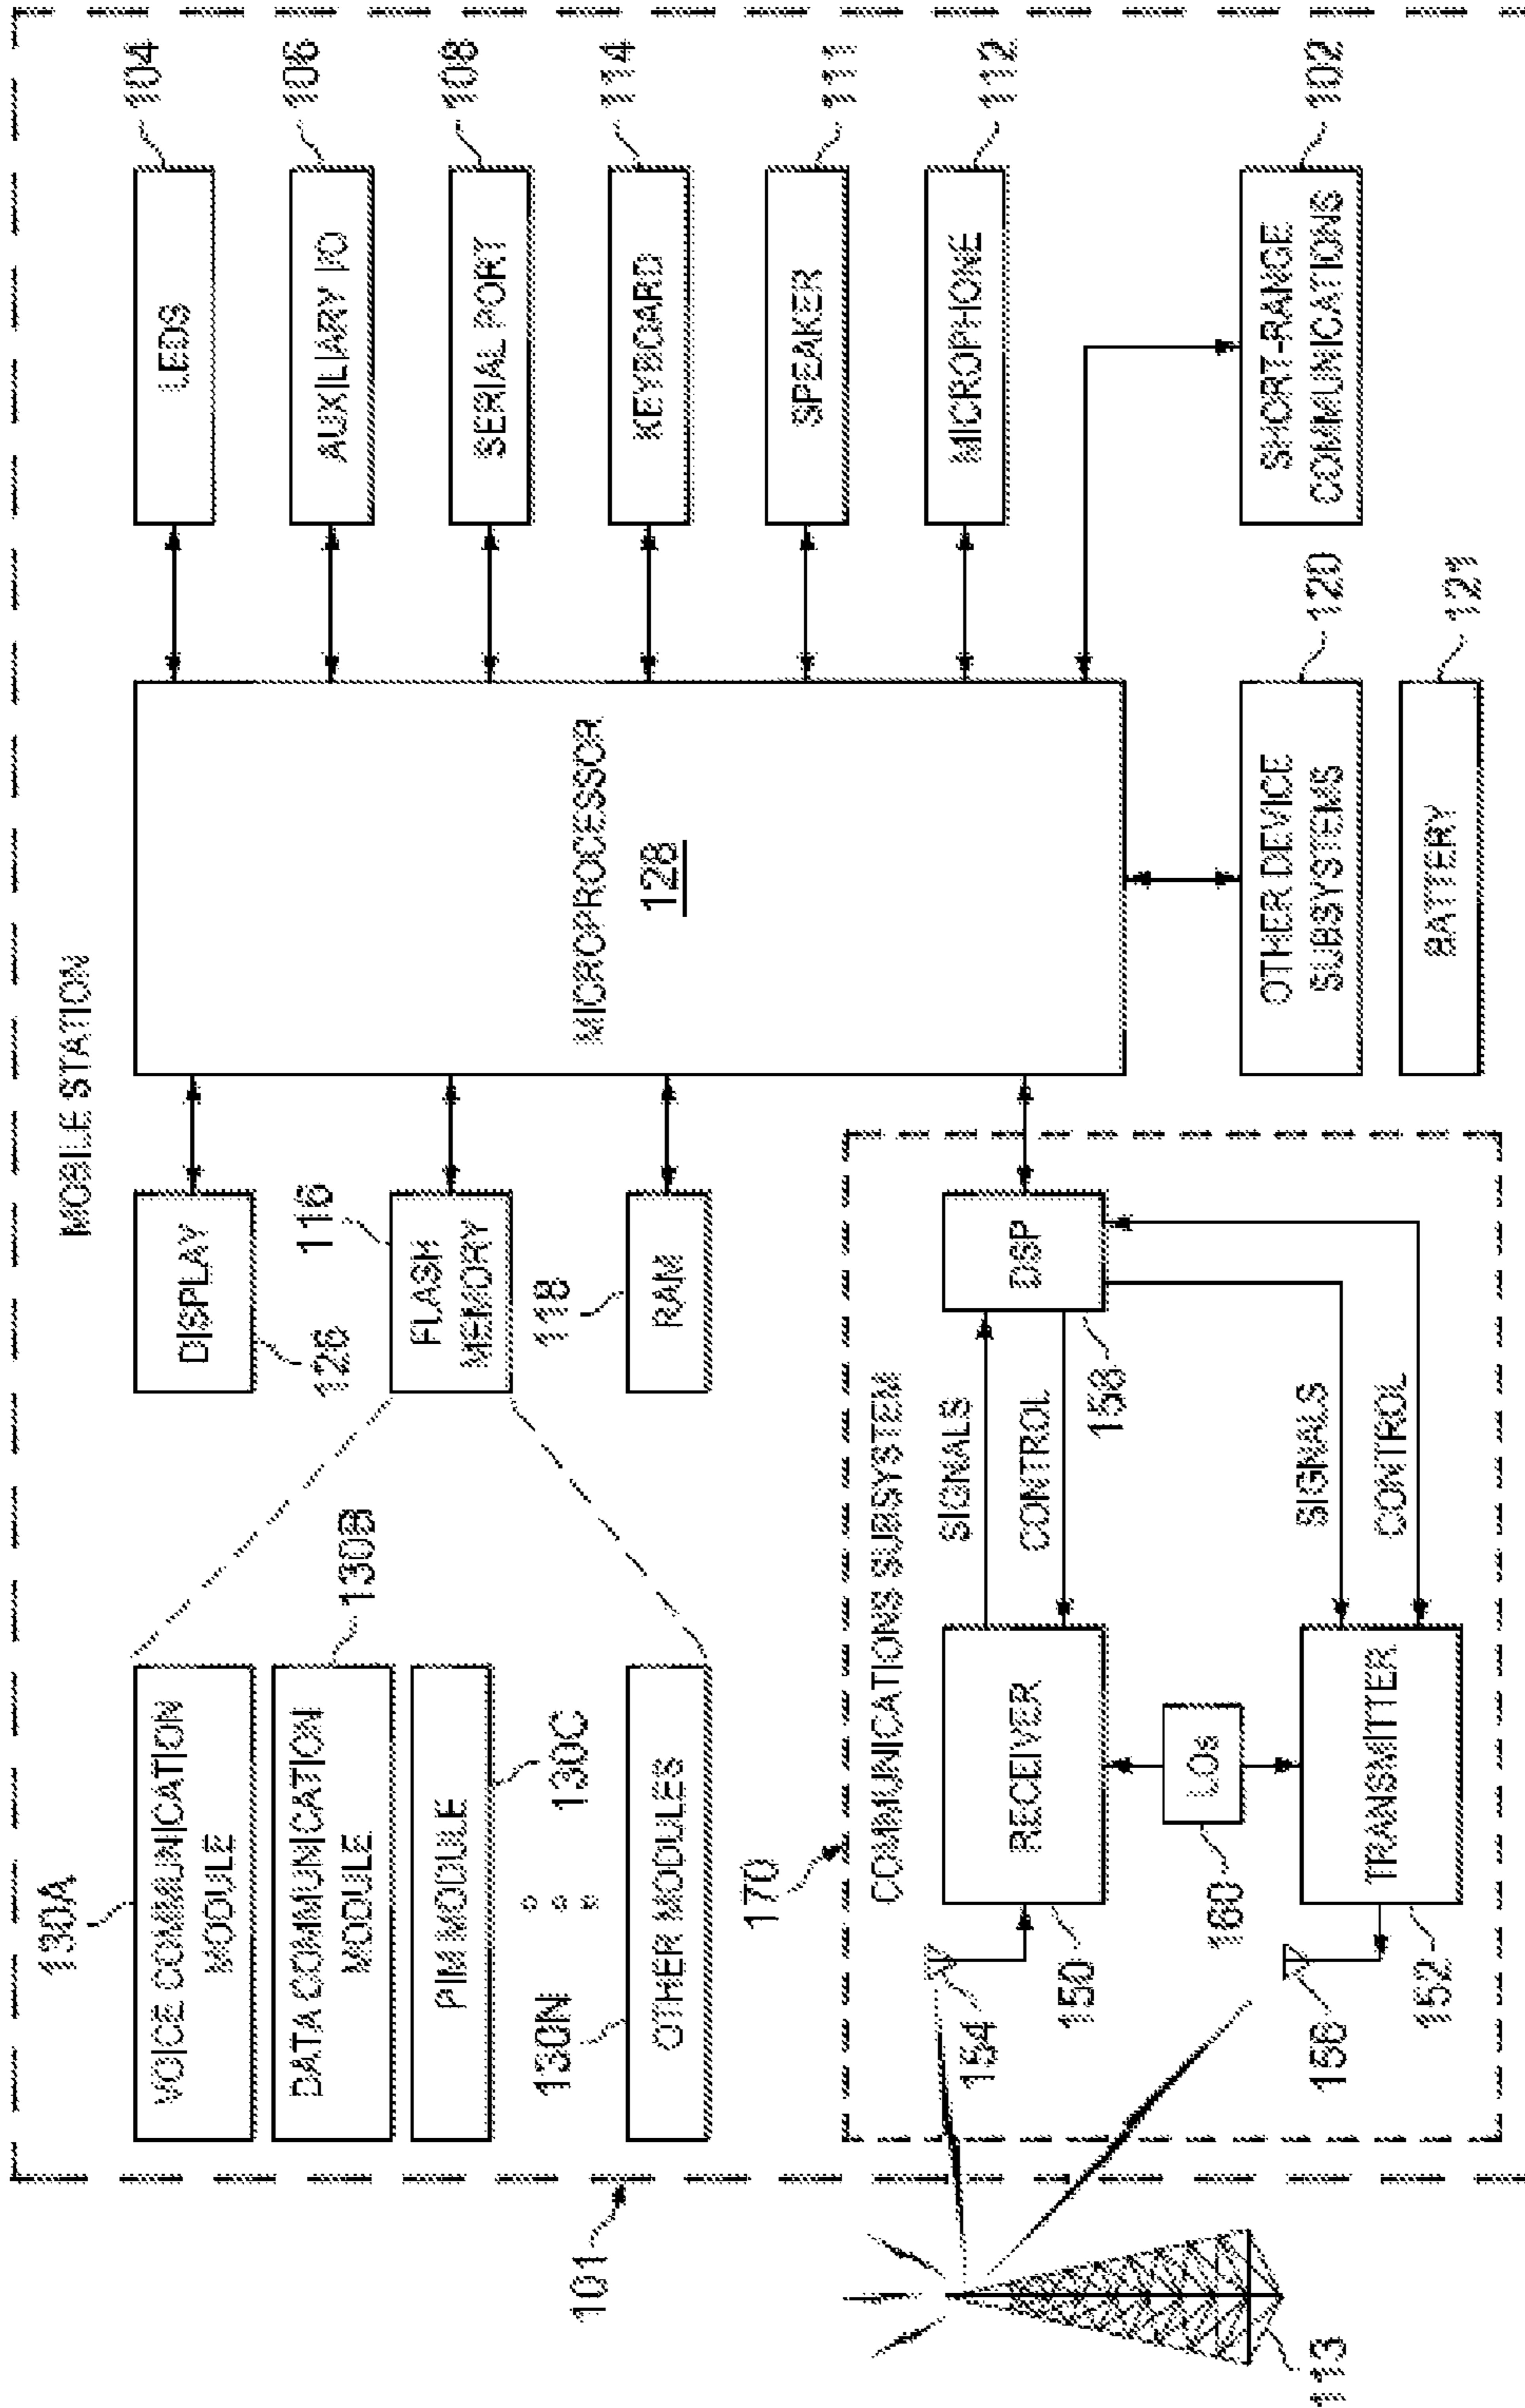 MOBILE STATION
130A
VOICE COMMUNICATION
MODULE
DATA COMMUNICATION
MODULE
130B
PIM MODULE
130C
130N
OTHER MODULES
DISPLAY
126
116
FLASH
MEMORY
118
RAM
MICROPROCESSOR
128
LEDS
104
AUXILIARY I/O
106
SERIAL PORT
108
KEYBOARD
114
SPEAKER
111
MICROPHONE
112
SHORT-RANGE
COMMUNICATIONS
102
OTHER DEVICE
SUBSYSTEMS
120
BATTERY
121
101
170
COMMUNICATIONS SUBSYSTEM
154
RECEIVER
150
SIGNALS
CONTROL
DSP
158
LOs
160
SIGNALS
CONTROL
TRANSMITTER
152
156
113